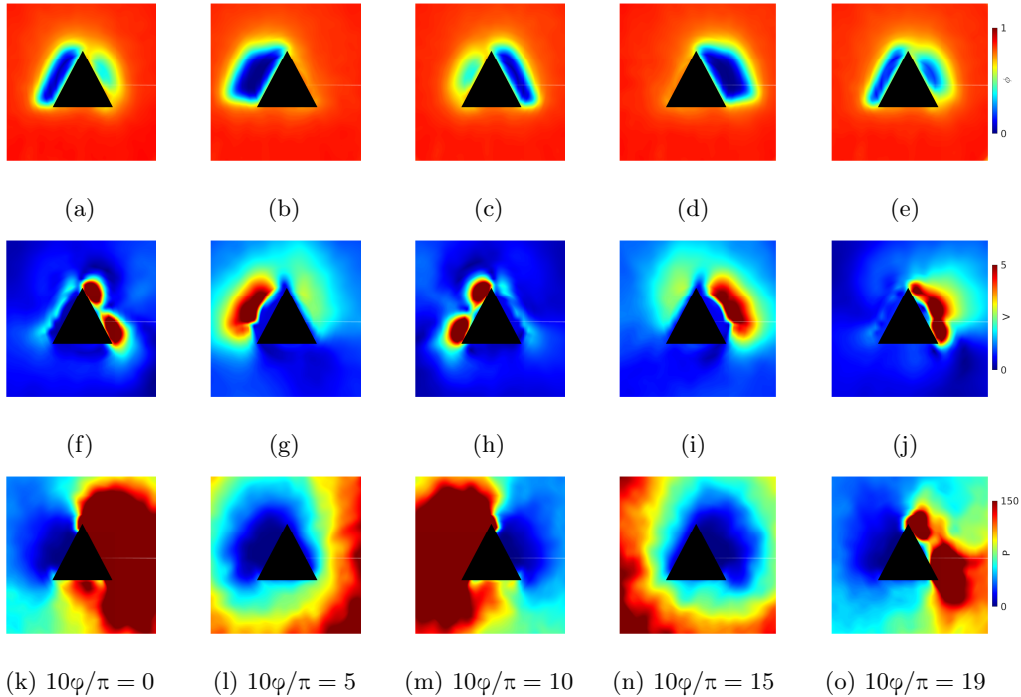 1
ϕ
0
(a) (b) (c) (d) (e)
5
V
0
(f) (g) (h) (i) (j)
150
P
0
(k) 10φ/π = 0 (l) 10φ/π = 5 (m) 10φ/π = 10 (n) 10φ/π = 15 (o) 10φ/π = 19